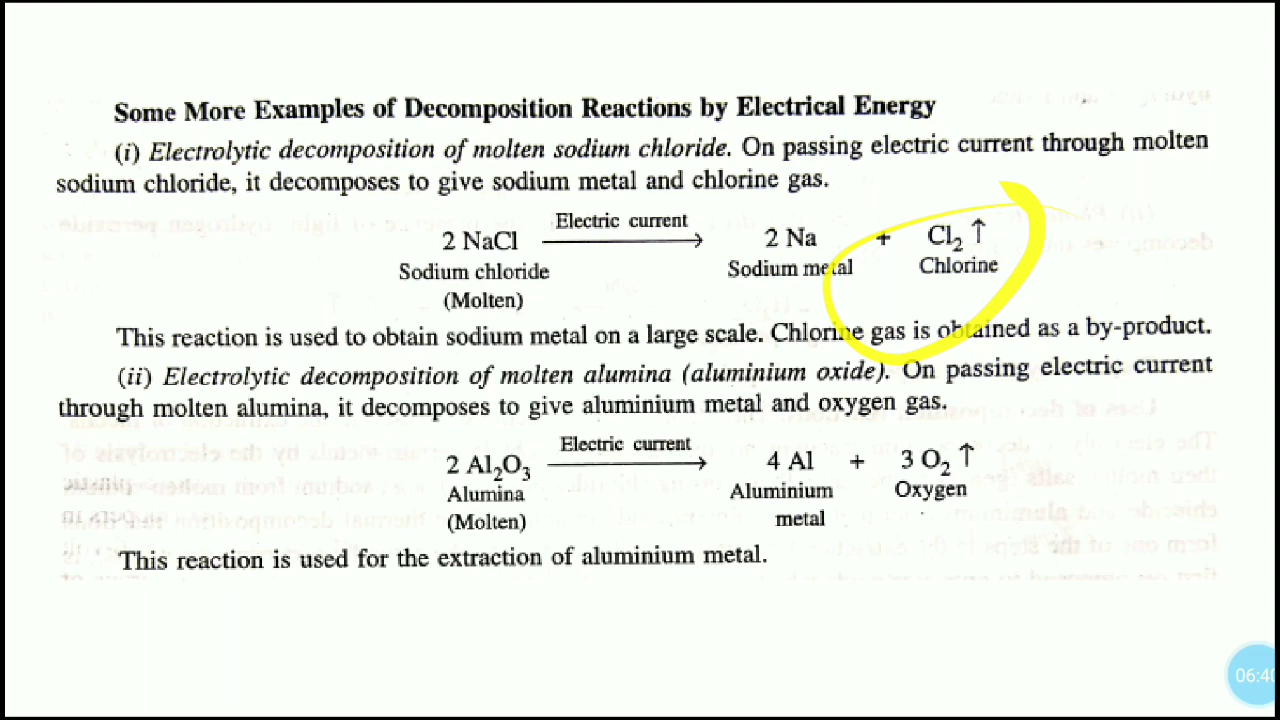 Some More Examples of Decomposition Reactions by Electrical Energy
(i) Electrolytic decomposition of molten sodium chloride. On passing electric current through molten
sodium chloride, it decomposes to give sodium metal and chlorine gas.
Electric current
2 NaCl ⟶ 2 Na + Cl₂ ↑
Sodium chloride Sodium metal Chlorine
(Molten)
This reaction is used to obtain sodium metal on a large scale. Chlorine gas is obtained as a by-product.
(ii) Electrolytic decomposition of molten alumina (aluminium oxide). On passing electric current
through molten alumina, it decomposes to give aluminium metal and oxygen gas.
Electric current
2 Al₂O₃ ⟶ 4 Al + 3 O₂ ↑
Alumina Aluminium Oxygen
(Molten) metal
This reaction is used for the extraction of aluminium metal.
06:40